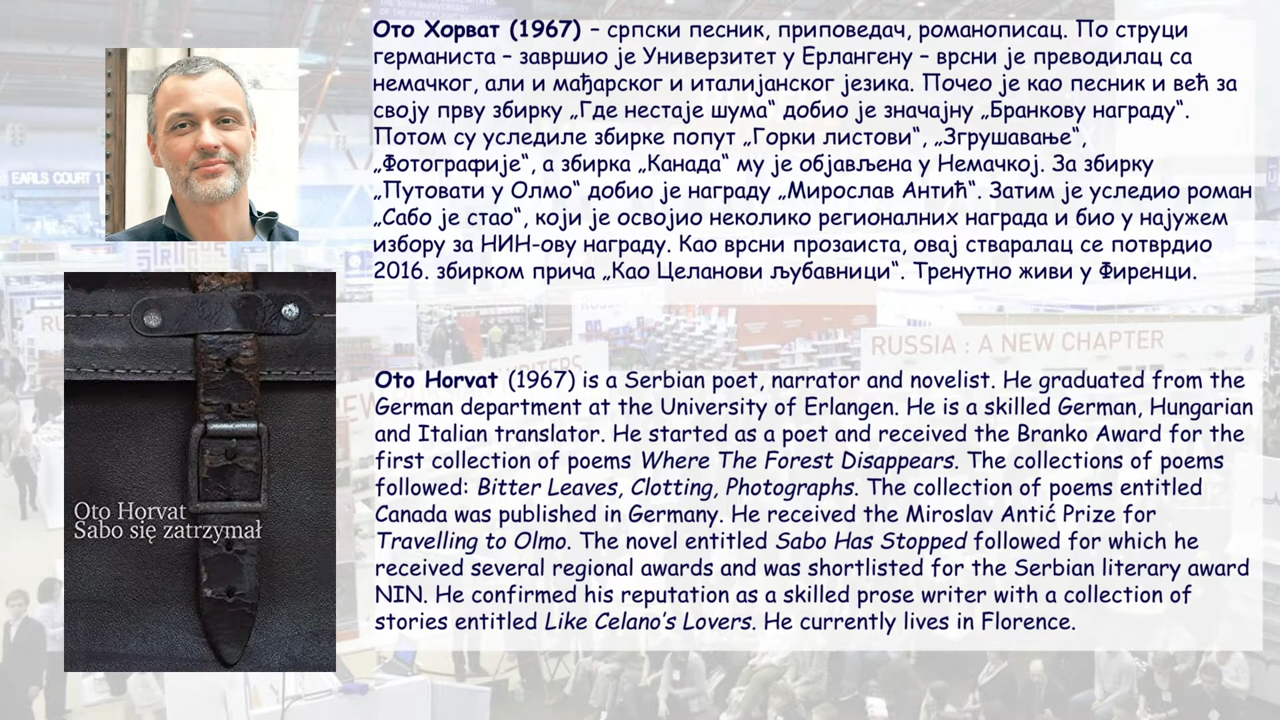 Ото Хорват (1967) – српски песник, приповедач, романописац. По струци
германиста – завршио је Универзитет у Ерлангену – врсни је преводилац са
немачког, али и мађарског и италијанског језика. Почео је као песник и већ за
своју прву збирку „Где нестаје шума“ добио је значајну „Бранкову награду“.
Потом су уследиле збирке попут „Горки листови“, „Згрушавање“,
„Фотографије“, а збирка „Канада“ му је објављена у Немачкој. За збирку
„Путовати у Олмо“ добио је награду „Мирослав Антић“. Затим је уследио роман
„Сабо је стао“, који је освојио неколико регионалних награда и био у најужем
избору за НИН-ову награду. Као врсни прозаиста, овај стваралац се потврдио
2016. збирком прича „Као Целанови љубавници“. Тренутно живи у Фиренци.
EARLS COURT 1
RUSSIA : A NEW CHAPTER
Oto Horvat (1967) is a Serbian poet, narrator and novelist. He graduated from the
German department at the University of Erlangen. He is a skilled German, Hungarian
and Italian translator. He started as a poet and received the Branko Award for the
first collection of poems Where The Forest Disappears. The collections of poems
followed: Bitter Leaves, Clotting, Photographs. The collection of poems entitled
Canada was published in Germany. He received the Miroslav Antić Prize for
Travelling to Olmo. The novel entitled Sabo Has Stopped followed for which he
received several regional awards and was shortlisted for the Serbian literary award
NIN. He confirmed his reputation as a skilled prose writer with a collection of
stories entitled Like Celano’s Lovers. He currently lives in Florence.
Oto Horvat
Sabo się zatrzymał